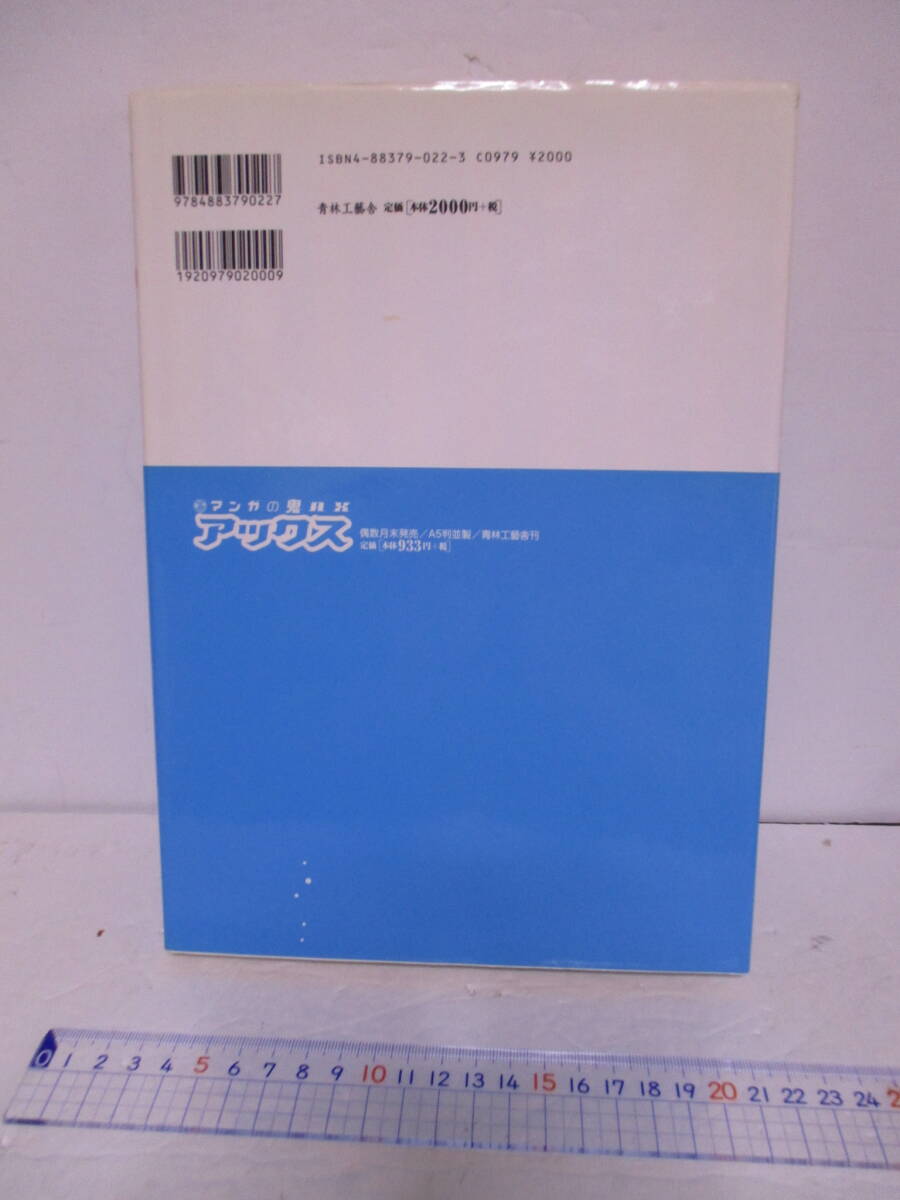 ISBN4-88379-022-3 C0979 ¥2000
9784883790227
青林工藝舎 定価[本体2000円+税]
1920979020009
マンガの鬼AX
アックス
偶数月末発売/A5判並製/青林工藝舎刊
定価[本体933円+税]
0 1 2 3 4 5 6 7 8 9 10 11 12 13 14 15 16 17 18 19 20 21 22 23 24 2